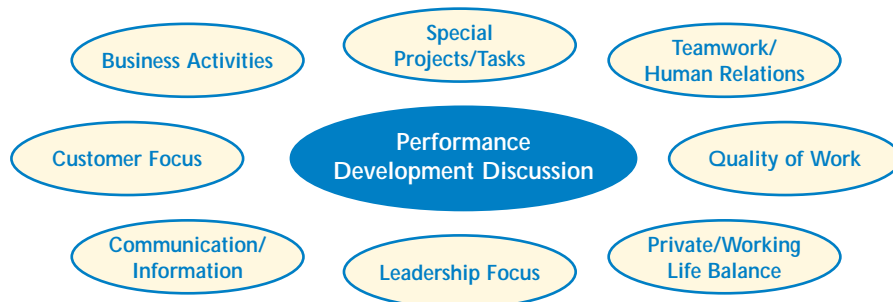 Special
Projects/Tasks
Business Activities
Teamwork/
Human Relations
Customer Focus
Performance
Development Discussion
Quality of Work
Communication/
Information
Leadership Focus
Private/Working
Life Balance